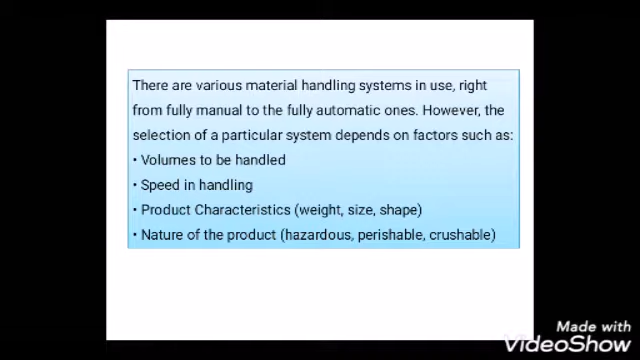 There are various material handling systems in use, right
from fully manual to the fully automatic ones. However, the
selection of a particular system depends on factors such as:
• Volumes to be handled
• Speed in handling
• Product Characteristics (weight, size, shape)
• Nature of the product (hazardous, perishable, crushable)
Made with
VideoShow